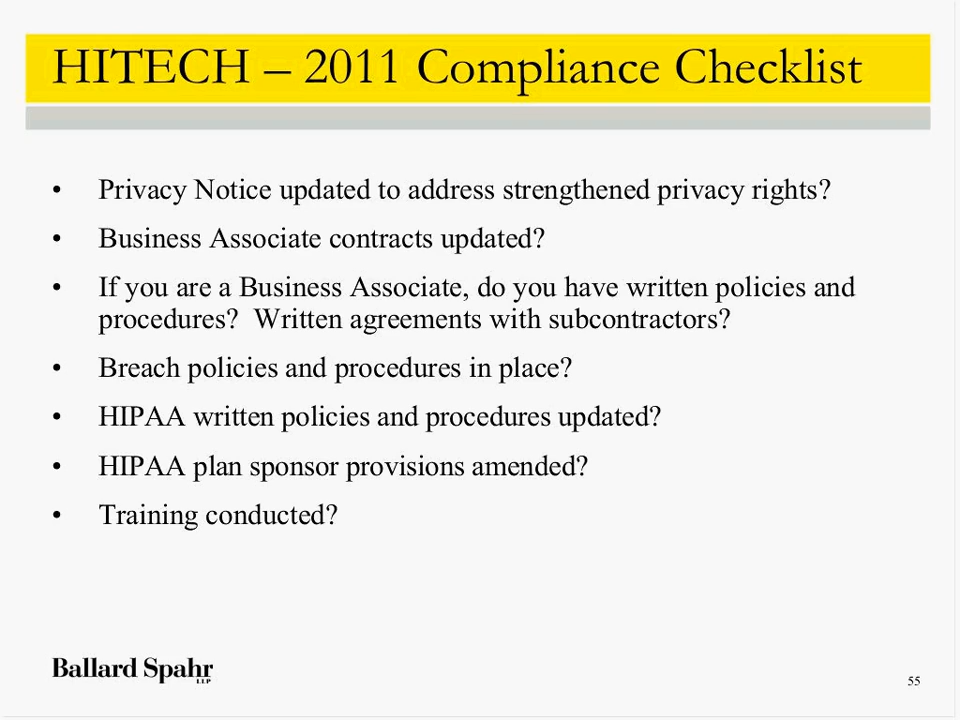 HITECH – 2011 Compliance Checklist
• Privacy Notice updated to address strengthened privacy rights?
• Business Associate contracts updated?
• If you are a Business Associate, do you have written policies and
procedures?  Written agreements with subcontractors?
• Breach policies and procedures in place?
• HIPAA written policies and procedures updated?
• HIPAA plan sponsor provisions amended?
• Training conducted?
Ballard Spahr
LLP
55